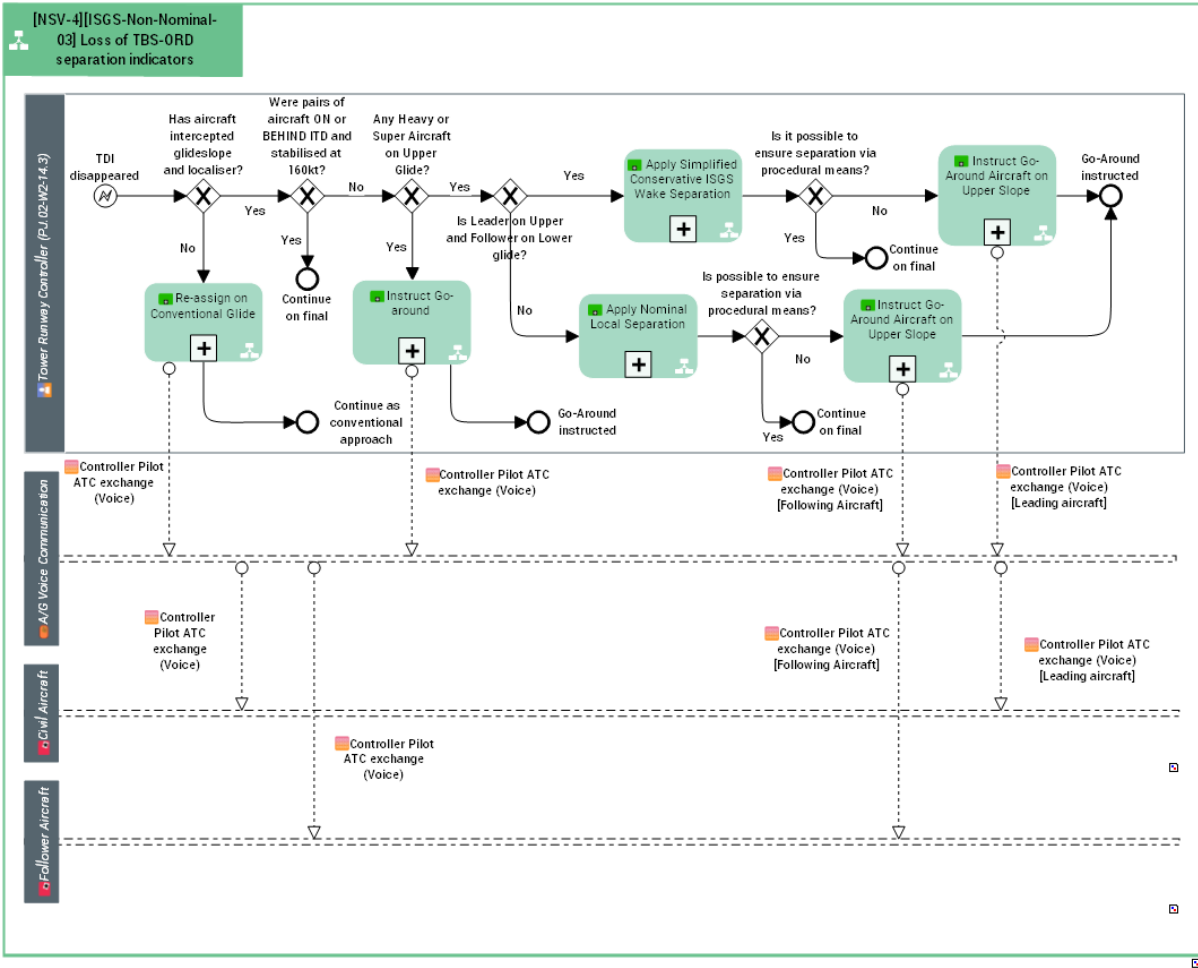 [NSV-4][ISGS-Non-Nominal-
03] Loss of TBS-ORD
separation indicators
Tower Runway Controller (PJ.02-W2-14.3)
TDI
disappeared
Has aircraft
intercepted
glideslope
and localiser?
Were pairs of
aircraft ON or
BEHIND ITD and
stabilised at
160kt?
Any Heavy or
Super Aircraft
on Upper
Glide?
Yes
No
Yes
Yes
Is it possible to
ensure separation via
procedural means?
Go-Around
instructed
Apply Simplified
Conservative ISGS
Wake Separation
Instruct Go-
Around Aircraft on
Upper Slope
No
Is Leader on Upper
and Follower on Lower
glide?
No
Yes
Yes
Yes
Continue
on final
Re-assign on
Conventional Glide
Continue
on final
Instruct Go-
around
No
Apply Nominal
Local Separation
Is possible to ensure
separation via
procedural means?
No
Instruct Go-
Around Aircraft on
Upper Slope
Continue as
conventional
approach
Go-Around
instructed
Yes
Continue
on final
Controller Pilot
ATC exchange
(Voice)
Controller Pilot ATC
exchange (Voice)
Controller Pilot ATC
exchange (Voice)
[Following Aircraft]
Controller Pilot ATC
exchange (Voice)
[Leading aircraft]
A/G Voice Communication
Controller
Pilot ATC
exchange
(Voice)
Controller Pilot ATC
exchange (Voice)
[Following Aircraft]
Controller Pilot ATC
exchange (Voice)
[Leading aircraft]
Civil Aircraft
Controller Pilot
ATC exchange
(Voice)
Follower Aircraft